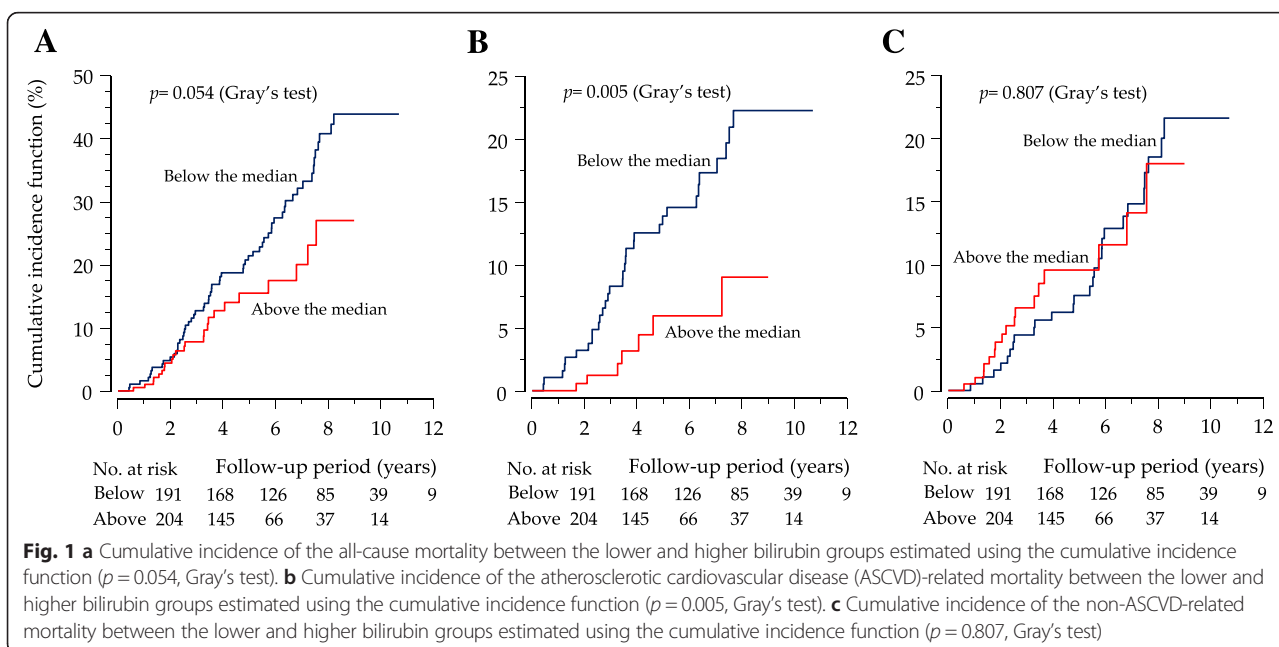 A
B
C
Cumulative incidence function (%)
50
40
30
20
10
0
p= 0.054 (Gray's test)
Below the median
Above the median
0 2 4 6 8 10 12
25
20
15
10
5
0
p= 0.005 (Gray's test)
Below the median
Above the median
0 2 4 6 8 10 12
25
20
15
10
5
0
p= 0.807 (Gray's test)
Below the median
Above the median
0 2 4 6 8 10 12
No. at risk Follow-up period (years)
Below 191 168 126 85 39 9
Above 204 145 66 37 14
No. at risk Follow-up period (years)
Below 191 168 126 85 39 9
Above 204 145 66 37 14
No. at risk Follow-up period (years)
Below 191 168 126 85 39 9
Above 204 145 66 37 14
Fig. 1 a Cumulative incidence of the all-cause mortality between the lower and higher bilirubin groups estimated using the cumulative incidence
function (p = 0.054, Gray's test). b Cumulative incidence of the atherosclerotic cardiovascular disease (ASCVD)-related mortality between the lower and
higher bilirubin groups estimated using the cumulative incidence function (p = 0.005, Gray's test). c Cumulative incidence of the non-ASCVD-related
mortality between the lower and higher bilirubin groups estimated using the cumulative incidence function (p = 0.807, Gray's test)